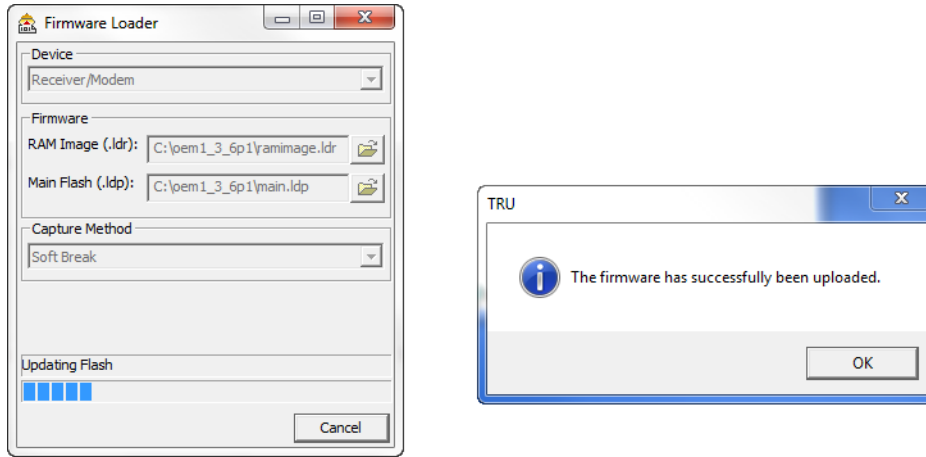 Firmware Loader
Device
Receiver/Modem
Firmware
RAM Image (.ldr): C:\oem1_3_6p1\ramimage.ldr
Main Flash (.ldp): C:\oem1_3_6p1\main.ldp
Capture Method
Soft Break
Updating Flash
Cancel
TRU
The firmware has successfully been uploaded.
OK